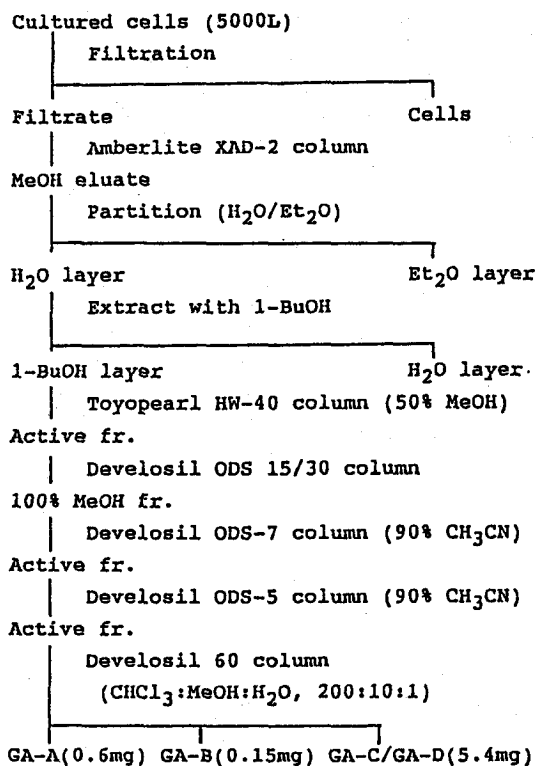 Cultured cells (5000L)
Filtration
Filtrate Cells
Amberlite XAD-2 column
MeOH eluate
Partition (H₂O/Et₂O)
H₂O layer Et₂O layer
Extract with 1-BuOH
1-BuOH layer H₂O layer.
Toyopearl HW-40 column (50% MeOH)
Active fr.
Develosil ODS 15/30 column
100% MeOH fr.
Develosil ODS-7 column (90% CH₃CN)
Active fr.
Develosil ODS-5 column (90% CH₃CN)
Active fr.
Develosil 60 column
(CHCl₃:MeOH:H₂O, 200:10:1)
GA-A(0.6mg) GA-B(0.15mg) GA-C/GA-D(5.4mg)